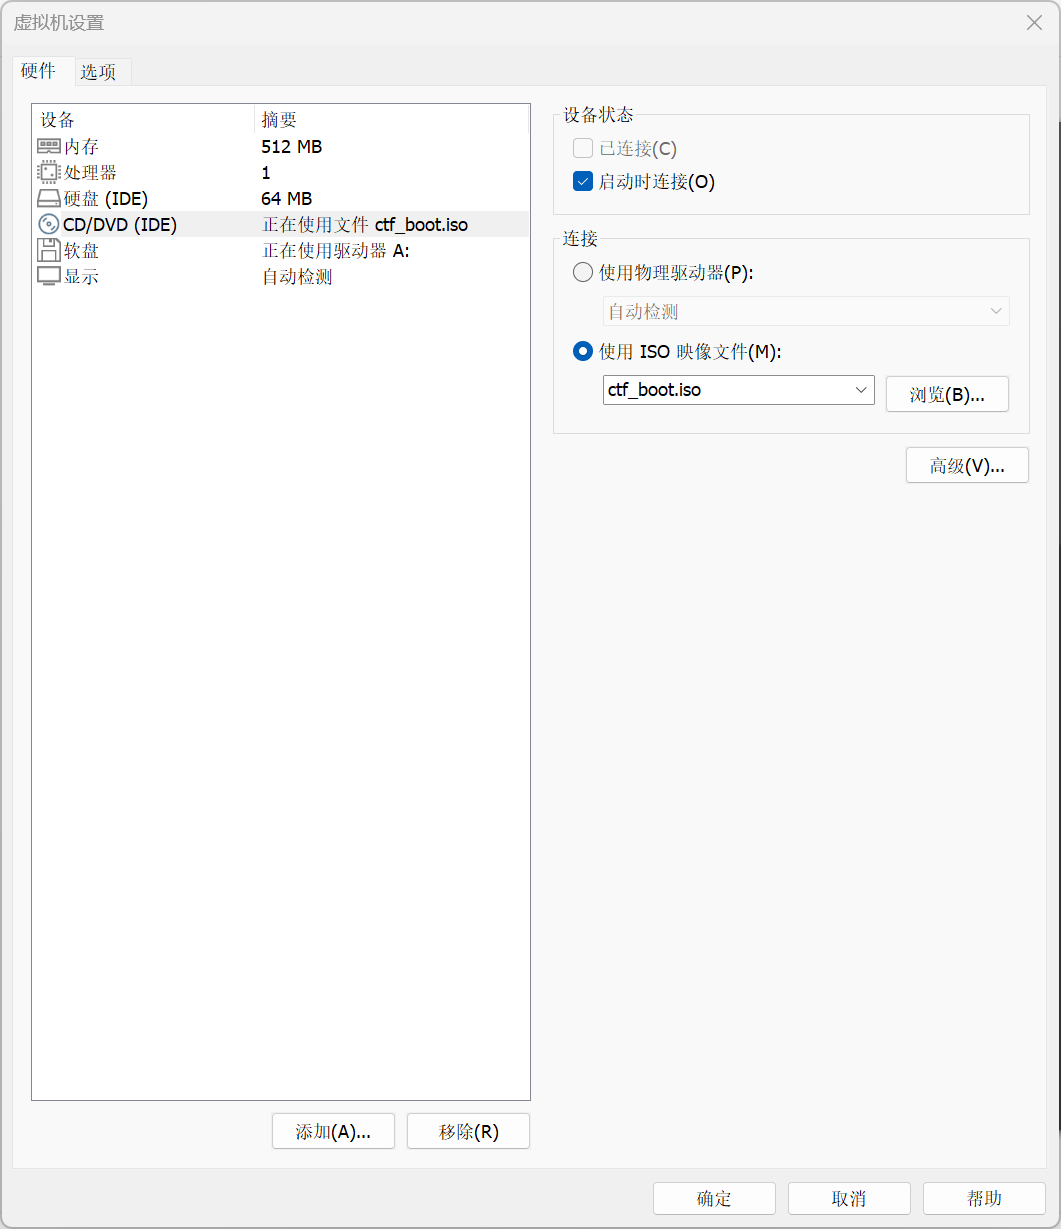 虚拟机设置
硬件 选项
设备 摘要
内存 512 MB
处理器 1
硬盘 (IDE) 64 MB
CD/DVD (IDE) 正在使用文件 ctf_boot.iso
软盘 正在使用驱动器 A:
显示 自动检测
添加(A)... 移除(R)
设备状态
已连接(C)
启动时连接(O)
连接
使用物理驱动器(P):
自动检测
使用 ISO 映像文件(M):
ctf_boot.iso 浏览(B)...
高级(V)...
确定 取消 帮助